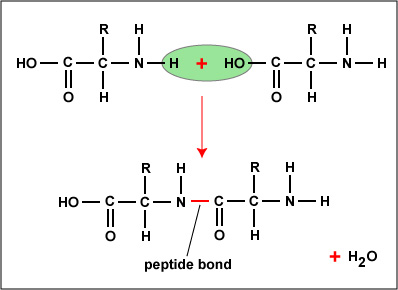 R H R H
HO C C N H + HO C C N H
O H O H
R H R H
HO C C N C C N H
O H O H
peptide bond
+ H₂O